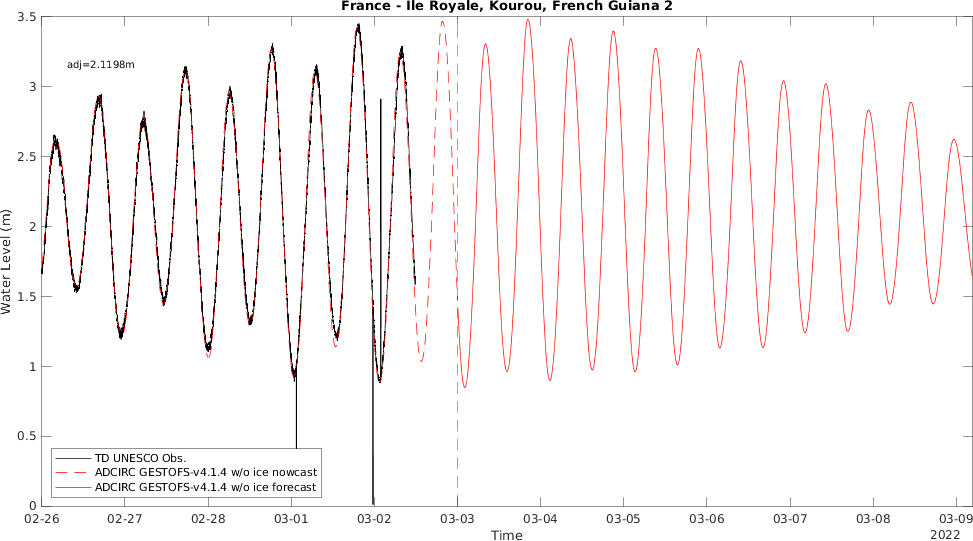 France - Ile Royale, Kourou, French Guiana 2
3.5
adj=2.1198m
3
2.5
2
1.5
1
0.5
0
Water Level (m)
TD UNESCO Obs.
ADCIRC GESTOFS-v4.1.4 w/o ice nowcast
ADCIRC GESTOFS-v4.1.4 w/o ice forecast
02-26 02-27 02-28 03-01 03-02 03-03 03-04 03-05 03-06 03-07 03-08 03-09
Time
2022